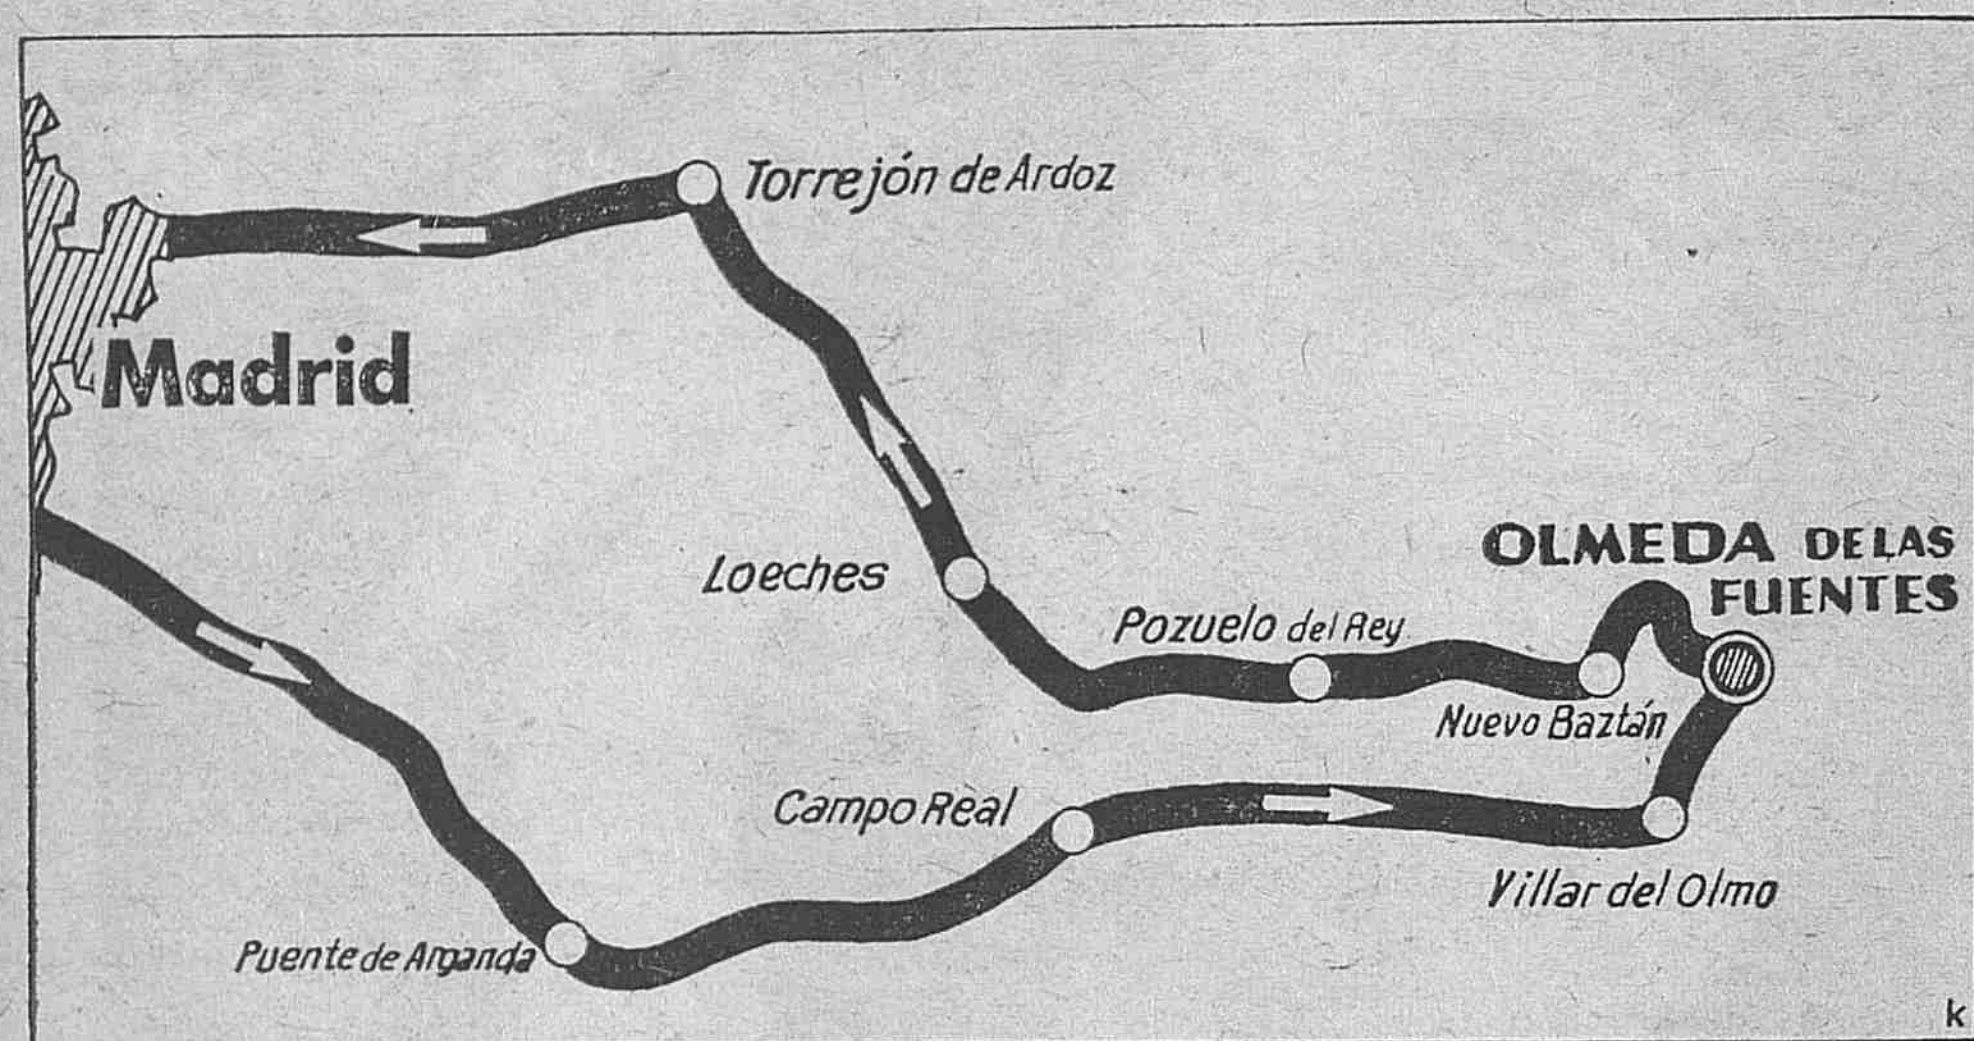 Torrejón de Ardoz
Madrid
OLMEDA DE LAS
FUENTES
Loeches
Pozuelo del Rey
Nuevo Baztán
Campo Real
Villar del Olmo
Puente de Arganda
k